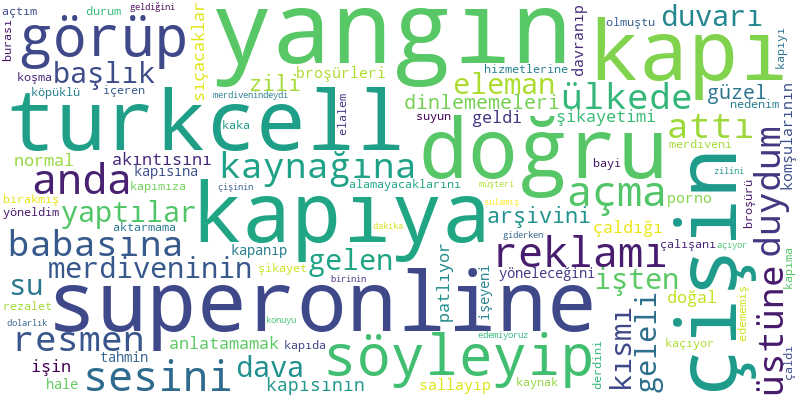 açtım durum geldiğini
burası
görüp
yangın
kapı
davranıp
olmuştu
duvarı
kapıyı
koşma
başlık
sıçacaklar
zili
broşürleri
hizmetlerine
köpüklü
içeren
merdivenindeydi
eleman
dinlememeleri
ülkede
güzel
nedenim
komşularının
turkcell
kaka
elalem
suyun
geldi
şikayetimi
attı
doğru
normal
akıntısını
kapısına
kaynağına
bayi
merdiveni
anda
kapımıza
alamayacaklarını
açma
porno
zilini
broşürü
duydum
bırakmış
çişinin
müşteri
sulamış
arşivini
çaldığı
yöneldim
yaptılar
aktarmama
kapıya
dakika
giderken
reklamı
çalışanı
açıyor
çişin
üstüne
kapıma
babasına
kapanıp
patlıyor
su
merdiveninin
şikayet
gelen
yöneleceğini
işten
doğal
edememiş
rezalet
birinin
işeyeni
superonline
dolarlık
konuyu
kısmı
geleli
resmen
anlatamamak
kapıda
edemiyoruz
söyleyip
derdini
kaçıyor
çaldı
işin
tahmin
sesini
dava
hale
kapısının
sallayıp
kaynak